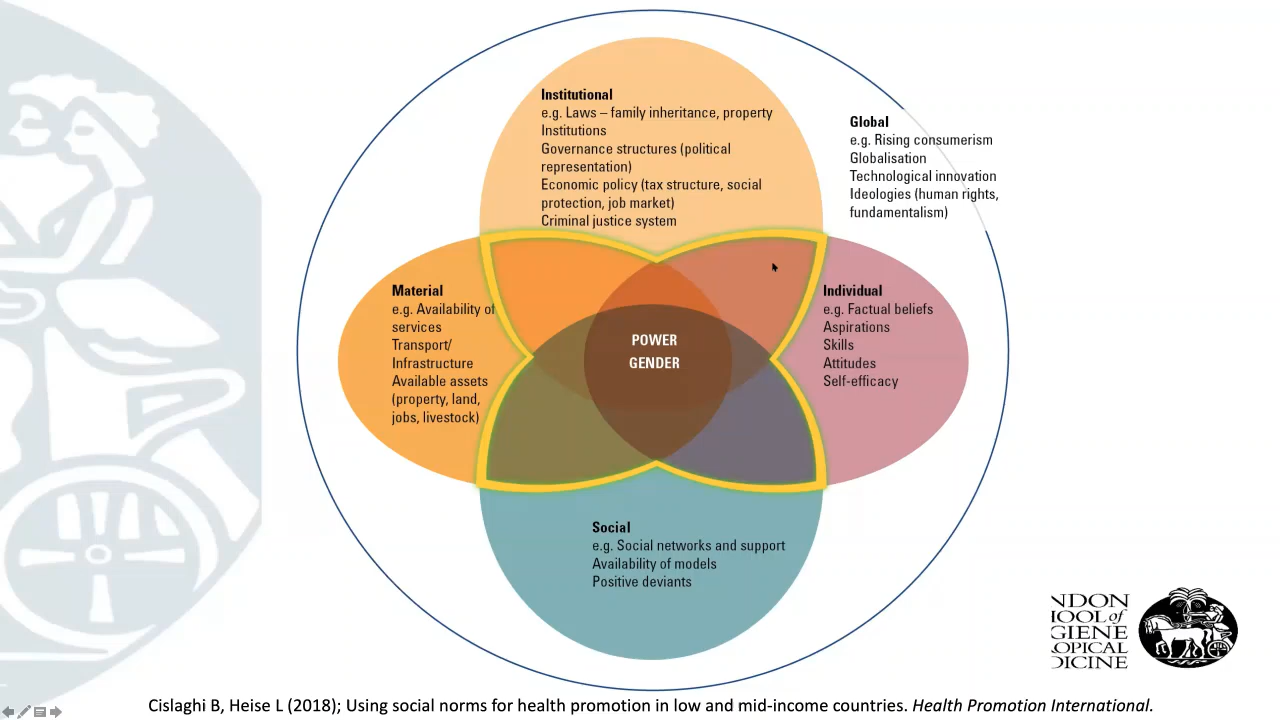 Institutional
e.g. Laws – family inheritance, property
Institutions
Governance structures (political
representation)
Economic policy (tax structure, social
protection, job market)
Criminal justice system
Global
e.g. Rising consumerism
Globalisation
Technological innovation
Ideologies (human rights,
fundamentalism)
Material
e.g. Availability of
services
Transport/
Infrastructure
Available assets
(property, land,
jobs, livestock)
POWER
GENDER
Individual
e.g. Factual beliefs
Aspirations
Skills
Attitudes
Self-efficacy
Social
e.g. Social networks and support
Availability of models
Positive deviants
NDON
HOOL of
GIENE
OPICAL
DICINE
Cislaghi B, Heise L (2018); Using social norms for health promotion in low and mid-income countries. Health Promotion International.